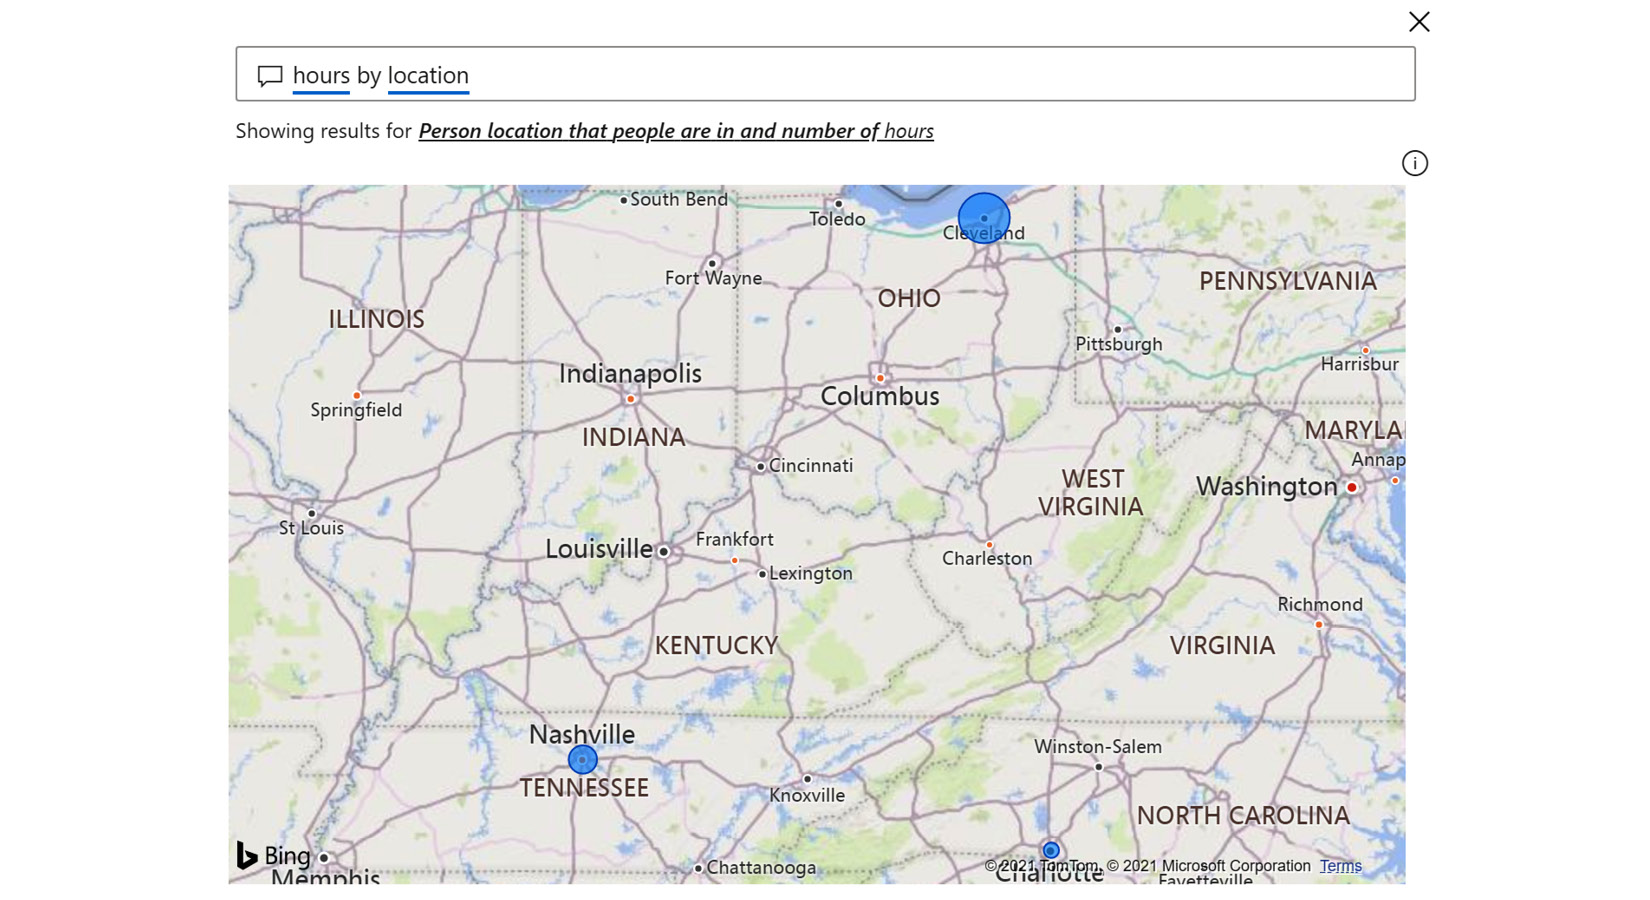 hours by location
Showing results for Person location that people are in and number of hours
South Bend
Toledo
Cleveland
Fort Wayne
PENNSYLVANIA
OHIO
ILLINOIS
Pittsburgh
Harrisbur
Indianapolis
Columbus
Springfield
INDIANA
MARYLA
Annap
Cincinnati
WEST
VIRGINIA
Washington
St Louis
Louisville
Frankfort
Charleston
Lexington
Richmond
KENTUCKY
VIRGINIA
Nashville
Winston-Salem
TENNESSEE
Knoxville
NORTH CAROLINA
Bing
Memphis
Chattanooga
© 2021 TomTom, © 2021 Microsoft Corporation Terms
Charlotte
Fayetteville